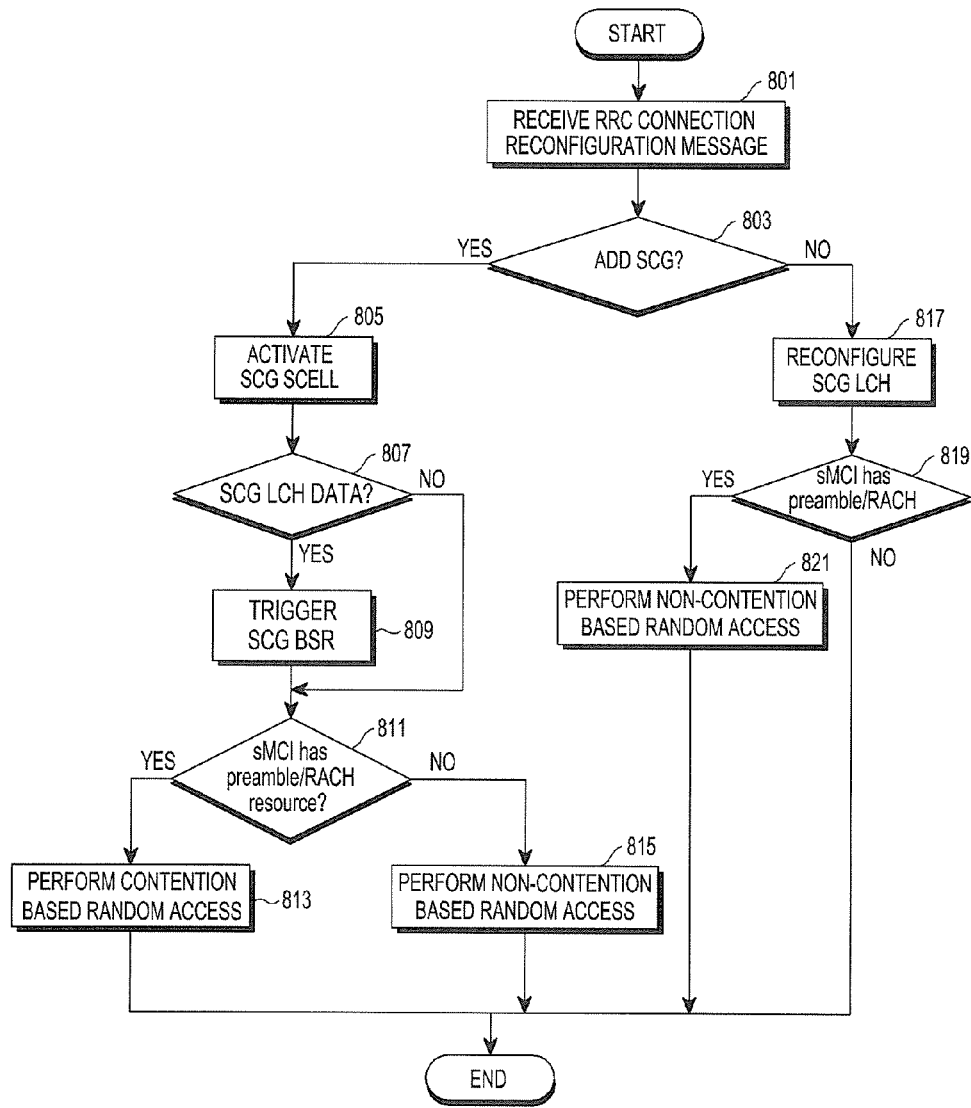 START
801
RECEIVE RRC CONNECTION
RECONFIGURATION MESSAGE
803
YES
ADD SCG?
NO
805
ACTIVATE
SCG SCELL
817
RECONFIGURE
SCG LCH
807
SCG LCH DATA?
NO
YES
819
YES
sMCI has
preamble/RACH
NO
TRIGGER
SCG BSR
809
821
PERFORM NON-CONTENTION
BASED RANDOM ACCESS
811
YES
sMCI has
preamble/RACH
resource?
NO
PERFORM CONTENTION
BASED RANDOM ACCESS
813
815
PERFORM NON-CONTENTION
BASED RANDOM ACCESS
END